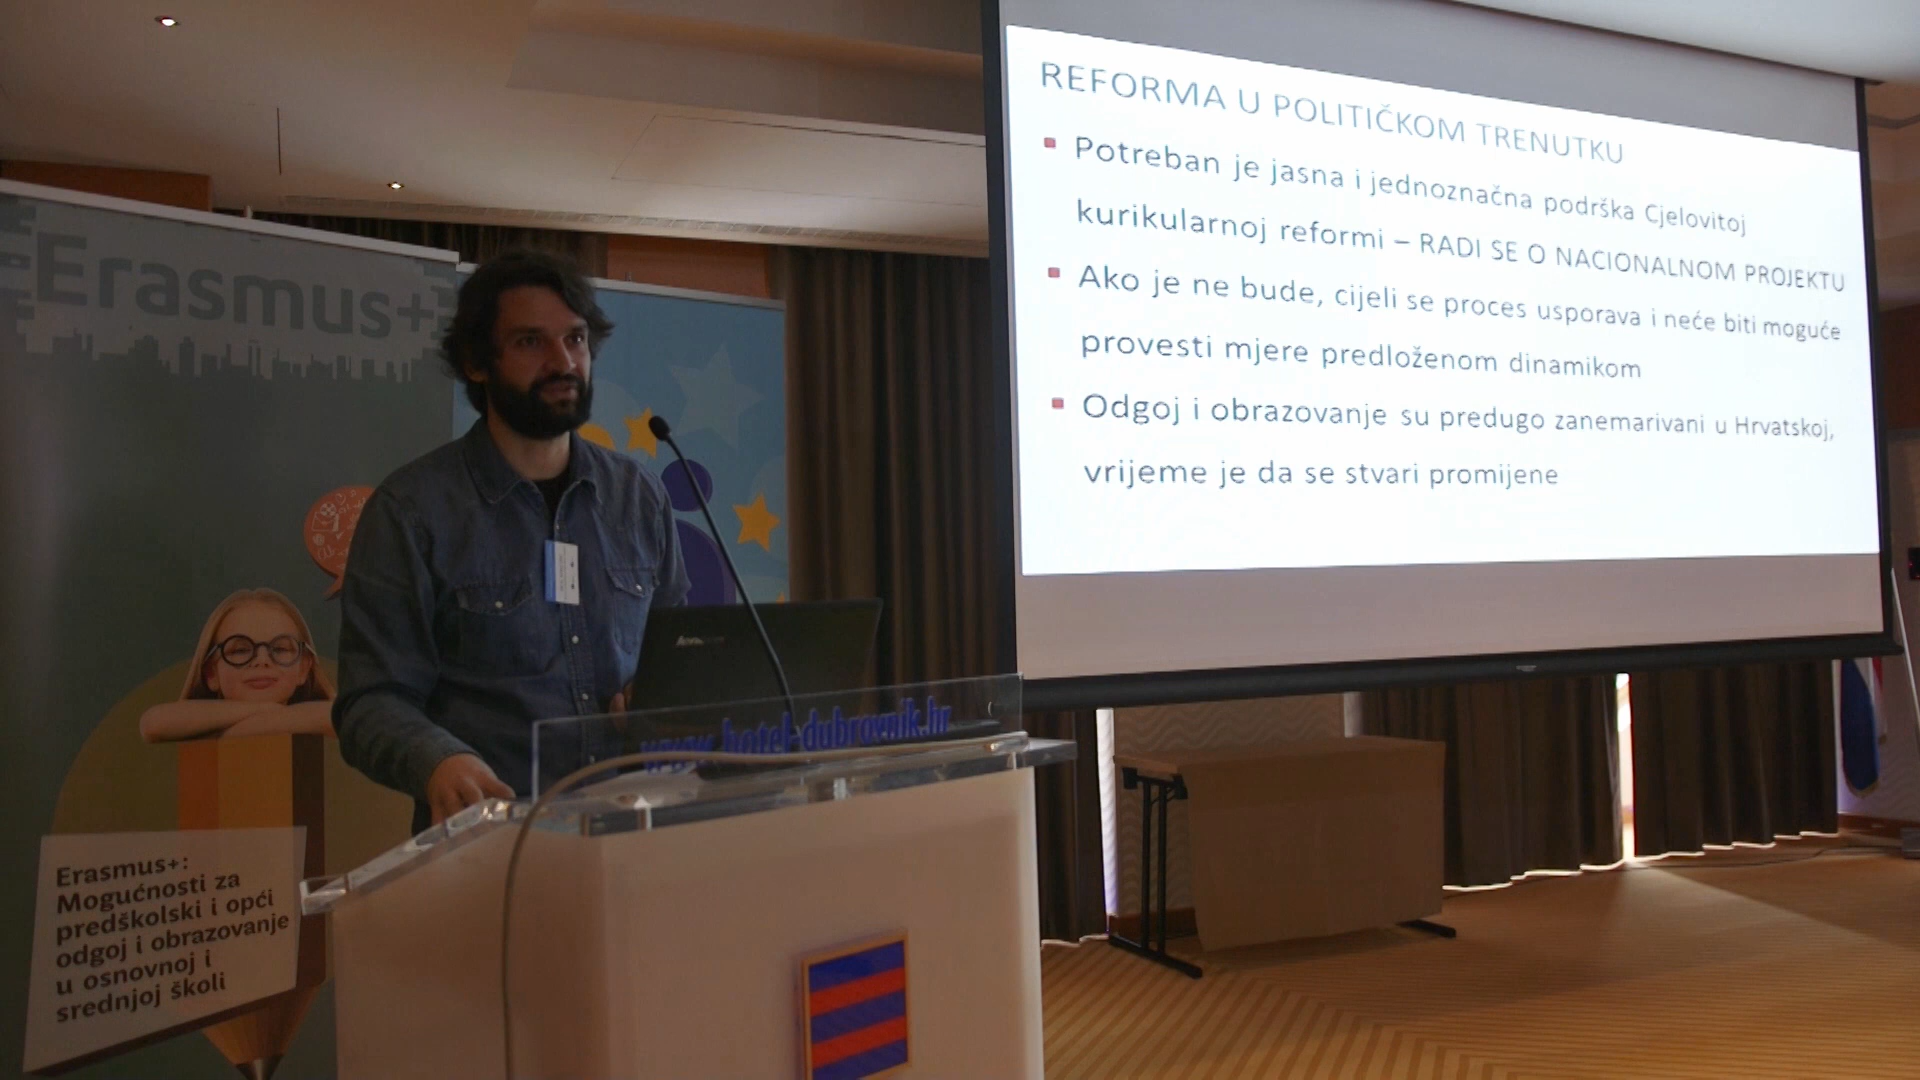 REFORMA U POLITIČKOM TRENUTKU
Potreban je jasna i jednoznačna podrška Cjelovitoj
kurikularnoj reformi – RADI SE O NACIONALNOM PROJEKTU
Ako je ne bude, cijeli se proces usporava i neće biti moguće
provesti mjere predloženom dinamikom
Odgoj i obrazovanje su predugo zanemarivani u Hrvatskoj,
vrijeme je da se stvari promijene
Erasmus+
lenovo
www.hotel-dubrovnik.hr
Erasmus+:
Mogućnosti za
predškolski i opći
odgoj i obrazovanje
u osnovnoj i
srednjoj školi